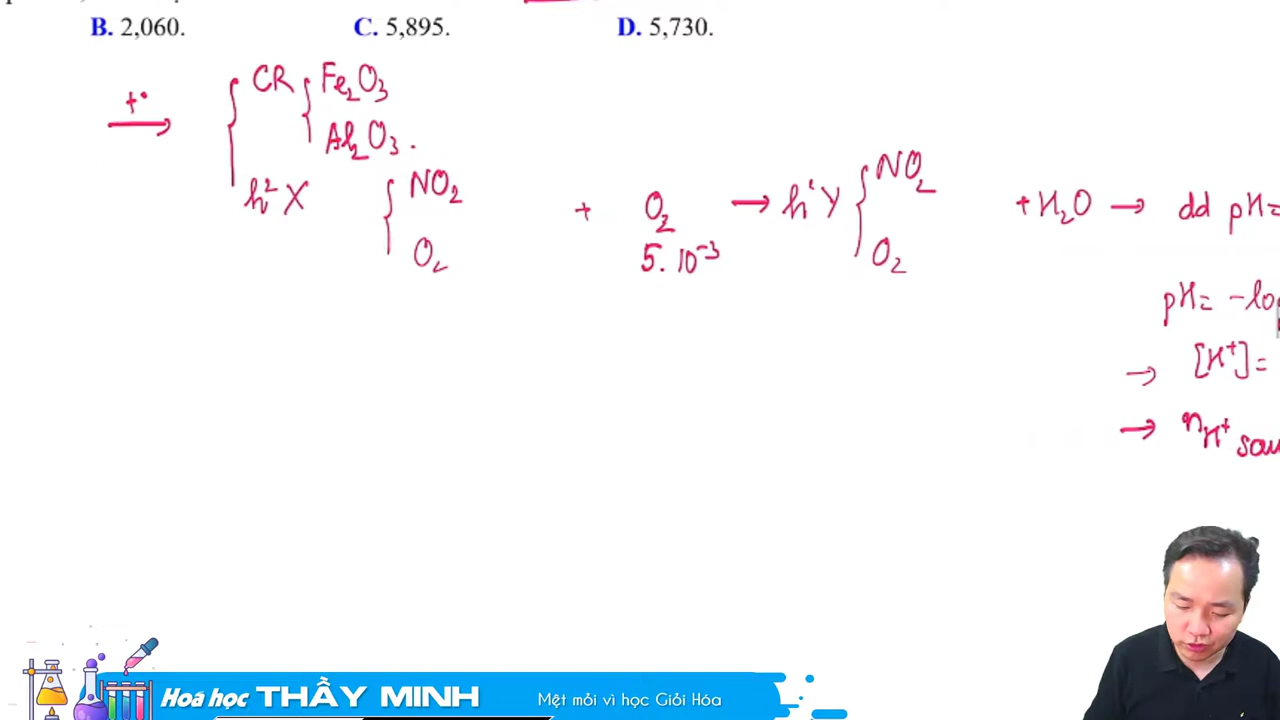 B. 2,060. C. 5,895. D. 5,730.
t° → { CR { Fe₂O₃
Al₂O₃.
h² X { NO₂
O₂
+ O₂ → h² Y { NO₂
O₂
5.10⁻³
+ H₂O → dd pH=
pH= -lo
→ [H⁺]=
→ nH⁺ sau
Hoá học THẦY MINH
Mệt mỏi vì học Giỏi Hóa